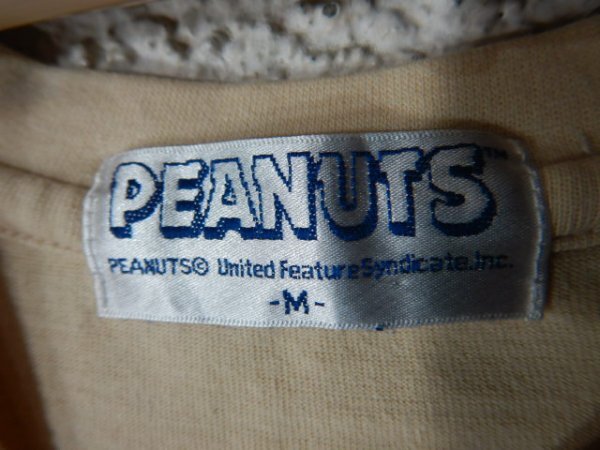 PEANUTS™
PEANUTS© United Feature Syndicate.Inc.
-M-